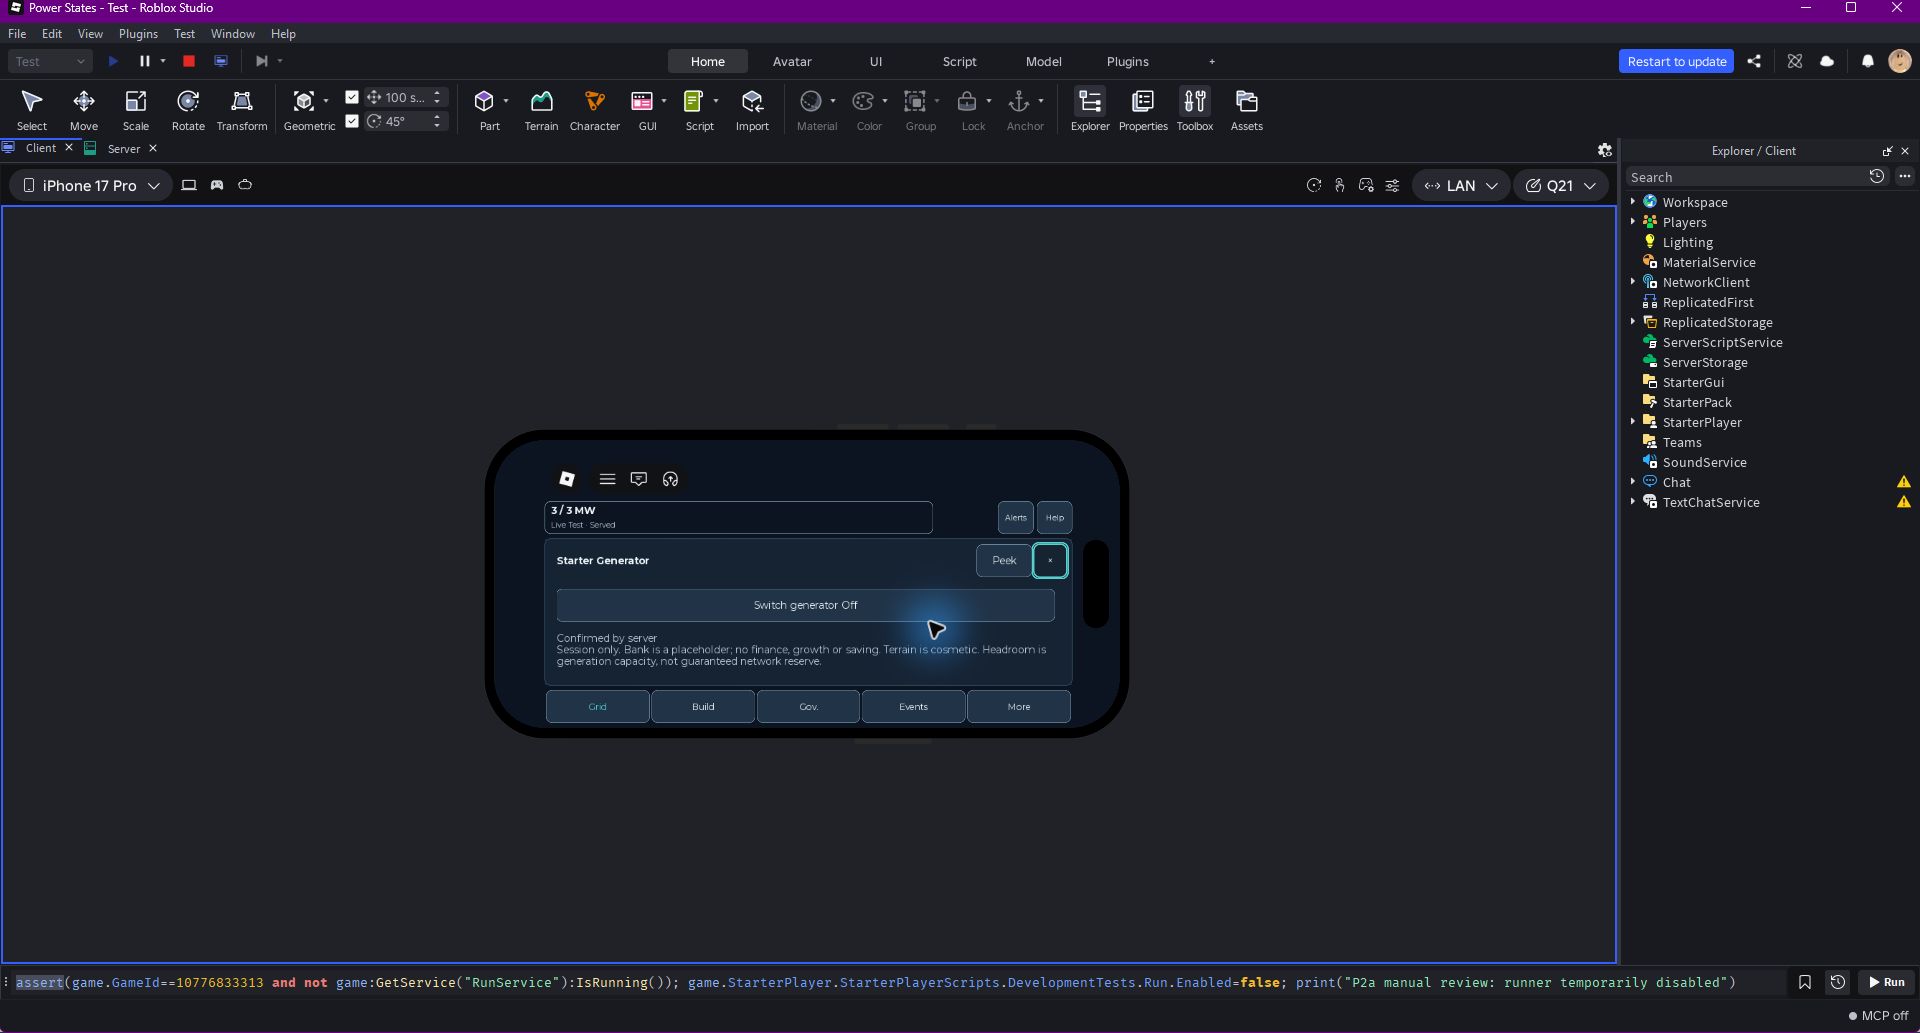 Power States - Test - Roblox Studio
File Edit View Plugins Test Window Help
Test
Home Avatar UI Script Model Plugins +
Restart to update
100 s...
45°
Select Move Scale Rotate Transform Geometric Part Terrain Character GUI Script Import Material Color Group Lock Anchor Explorer Properties Toolbox Assets
Client Server
Explorer / Client
iPhone 17 Pro
LAN
Q21
Search
Workspace
Players
Lighting
MaterialService
NetworkClient
ReplicatedFirst
ReplicatedStorage
ServerScriptService
ServerStorage
StarterGui
StarterPack
StarterPlayer
Teams
SoundService
Chat
TextChatService
3 / 3 MW
Live Test · Served
Alerts Help
Starter Generator
Peek ×
Switch generator Off
Confirmed by server
Session only. Bank is a placeholder; no finance, growth or saving. Terrain is cosmetic. Headroom is
generation capacity, not guaranteed network reserve.
Grid Build Gov. Events More
assert(game.GameId==10776833313 and not game:GetService("RunService"):IsRunning()); game.StarterPlayer.StarterPlayerScripts.DevelopmentTests.Run.Enabled=false; print("P2a manual review: runner temporarily disabled")
Run
MCP off